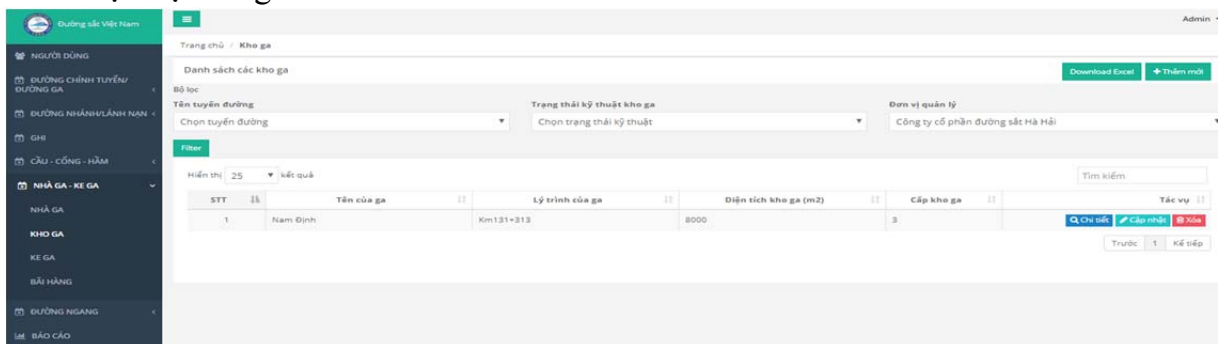 Đường sắt Việt Nam
Admin
NGƯỜI DÙNG
ĐƯỜNG CHÍNH TUYẾN/
ĐƯỜNG GA
ĐƯỜNG NHÁNH/LÁNH NẠN
GHI
CẦU - CỐNG - HẦM
NHÀ GA - KE GA
NHÀ GA
KHO GA
KE GA
BÃI HÀNG
ĐƯỜNG NGANG
BÁO CÁO
Trang chủ / Kho ga
Danh sách các kho ga
Download Excel
+ Thêm mới
Bộ lọc
Tên tuyến đường Trạng thái kỹ thuật kho ga Đơn vị quản lý
Chọn tuyến đường Chọn trạng thái kỹ thuật Công ty cổ phần đường sắt Hà Hải
Filter
Hiển thị 25 kết quả
Tìm kiếm
STT Tên của ga Lý trình của ga Diện tích kho ga (m2) Cấp kho ga Tác vụ
1 Nam Định Km131+313 8000 3 Chi tiết Cập nhật Xóa
Trước 1 Kế tiếp